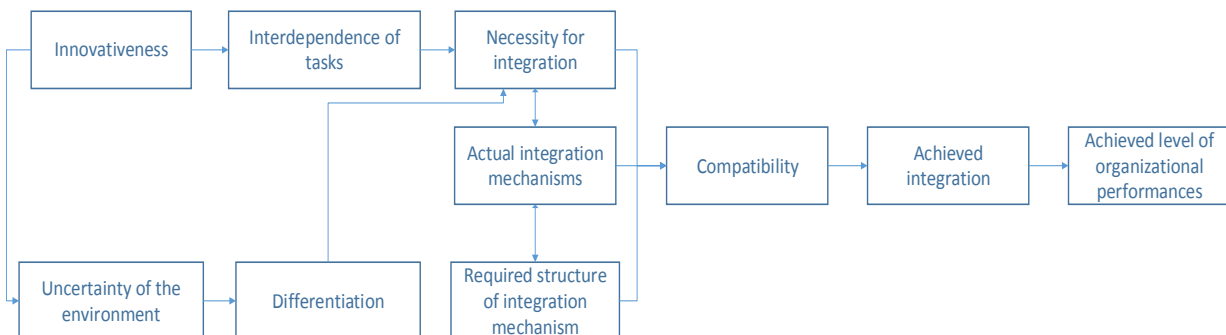 Innovativeness
Interdependence of
tasks
Necessity for
integration
Actual integration
mechanisms
Compatibility
Achieved
integration
Achieved level of
organizational
performances
Uncertainty of the
environment
Differentiation
Required structure
of integration
mechanism